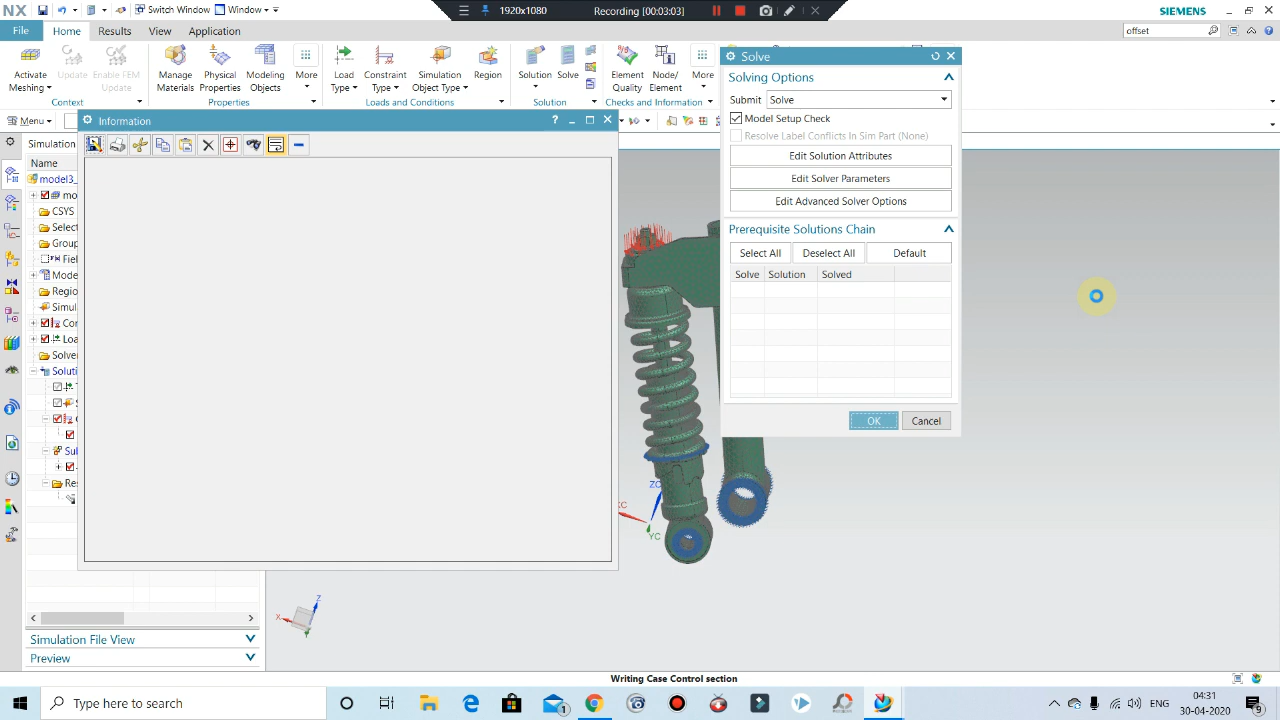 NX
Switch Window
Window
1920x1080
Recording [00:03:03]
SIEMENS
File
Home
Results
View
Application
offset
Activate Meshing
Update
Enable FEM Update
Manage Materials
Physical Properties
Modeling Objects
More
Load Type
Constraint Type
Simulation Object Type
Region
Solution
Solve
Element Quality
Node/ Element
More
Context
Properties
Loads and Conditions
Solution
Checks and Information
Menu
Information
Solve
Solving Options
Submit
Solve
Model Setup Check
Resolve Label Conflicts In Sim Part (None)
Edit Solution Attributes
Edit Solver Parameters
Edit Advanced Solver Options
Prerequisite Solutions Chain
Select All
Deselect All
Default
Solve
Solution
Solved
OK
Cancel
Simulation
Name
model3_
mo
CSYS
Select
Group
Fiel
Mode
Region
Simul
Con
Loa
Solve
Soluti
Sul
Res
ZC
YC
X
Z
Simulation File View
Preview
Writing Case Control section
Type here to search
ENG
04:31
30-04-2020